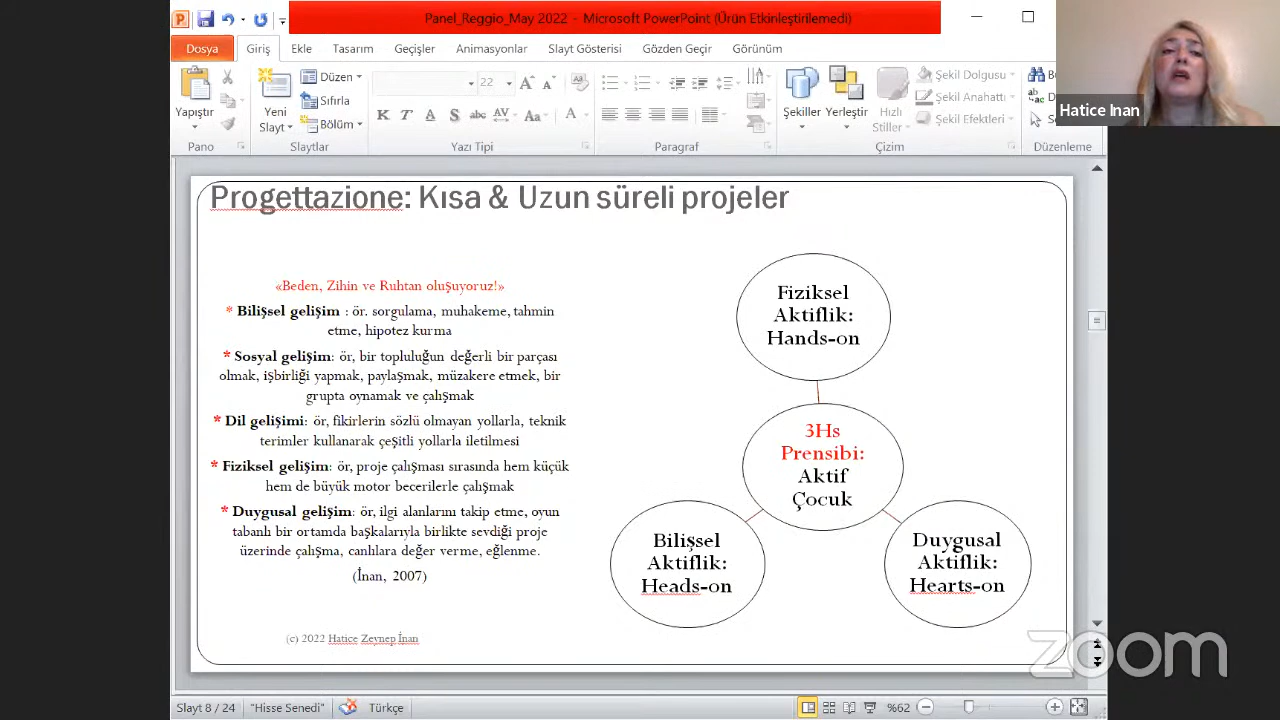 Panel_Reggio_May 2022 - Microsoft PowerPoint (Ürün Etkinleştirilemedi)
Dosya Giriş Ekle Tasarım Geçişler Animasyonlar Slayt Gösterisi Gözden Geçir Görünüm
Yapıştır
Yeni
Slayt
Düzen
Sıfırla
Bölüm
22
K T A S abc AV Aa A
Şekiller
Yerleştir
Hızlı
Stiller
Şekil Dolgusu
Şekil Anahattı
Şekil Efektleri
Pano Slaytlar Yazı Tipi Paragraf Çizim Düzenleme
Hatice Inan
Progettazione: Kısa & Uzun süreli projeler
«Beden, Zihin ve Ruhtan oluşuyoruz!»
* Bilişsel gelişim : ör. sorgulama, muhakeme, tahmin
etme, hipotez kurma
* Sosyal gelişim: ör, bir topluluğun değerli bir parçası
olmak, işbirliği yapmak, paylaşmak, müzakere etmek, bir
grupta oynamak ve çalışmak
* Dil gelişimi: ör, fikirlerin sözlü olmayan yollarla, teknik
terimler kullanarak çeşitli yollarla iletilmesi
* Fiziksel gelişim: ör, proje çalışması sırasında hem küçük
hem de büyük motor becerilerle çalışmak
* Duygusal gelişim: ör, ilgi alanlarını takip etme, oyun
tabanlı bir ortamda başkalarıyla birlikte sevdiği proje
üzerinde çalışma, canlılara değer verme, eğlenme.
(İnan, 2007)
(c) 2022 Hatice Zeynep İnan
Fiziksel
Aktiflik:
Hands-on
3Hs
Prensibi:
Aktif
Çocuk
Bilişsel
Aktiflik:
Heads-on
Duygusal
Aktiflik:
Hearts-on
zoom
Slayt 8 / 24 "Hisse Senedi" Türkçe %62